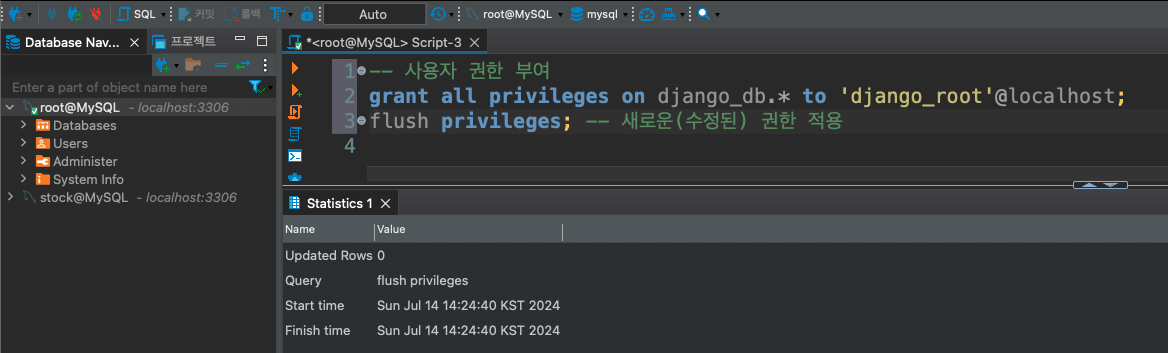 SQL 커밋 롤백 Auto root@MySQL mysql
Database Nav... 프로젝트
Enter a part of object name here
root@MySQL - localhost:3306
Databases
Users
Administer
System Info
stock@MySQL - localhost:3306
*<root@MySQL> Script-3
1 -- 사용자 권한 부여
2 grant all privileges on django_db.* to 'django_root'@localhost;
3 flush privileges; -- 새로운(수정된) 권한 적용
4
Statistics 1
Name Value
Updated Rows 0
Query flush privileges
Start time Sun Jul 14 14:24:40 KST 2024
Finish time Sun Jul 14 14:24:40 KST 2024